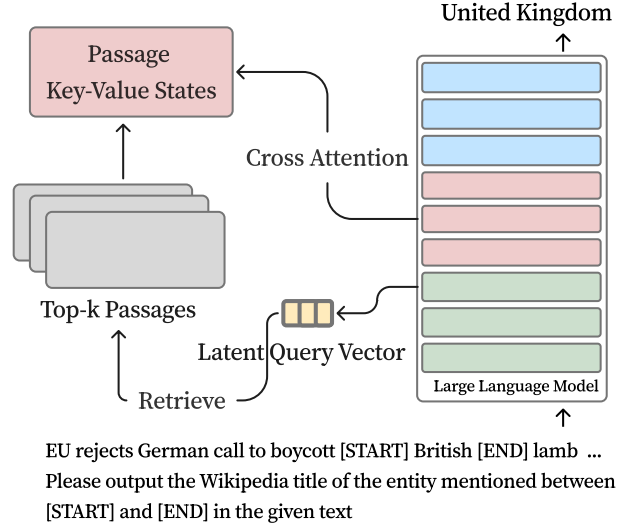 United Kingdom
Passage
Key-Value States
Cross Attention
Top-k Passages
Latent Query Vector
Large Language Model
Retrieve
EU rejects German call to boycott [START] British [END] lamb ...
Please output the Wikipedia title of the entity mentioned between
[START] and [END] in the given text